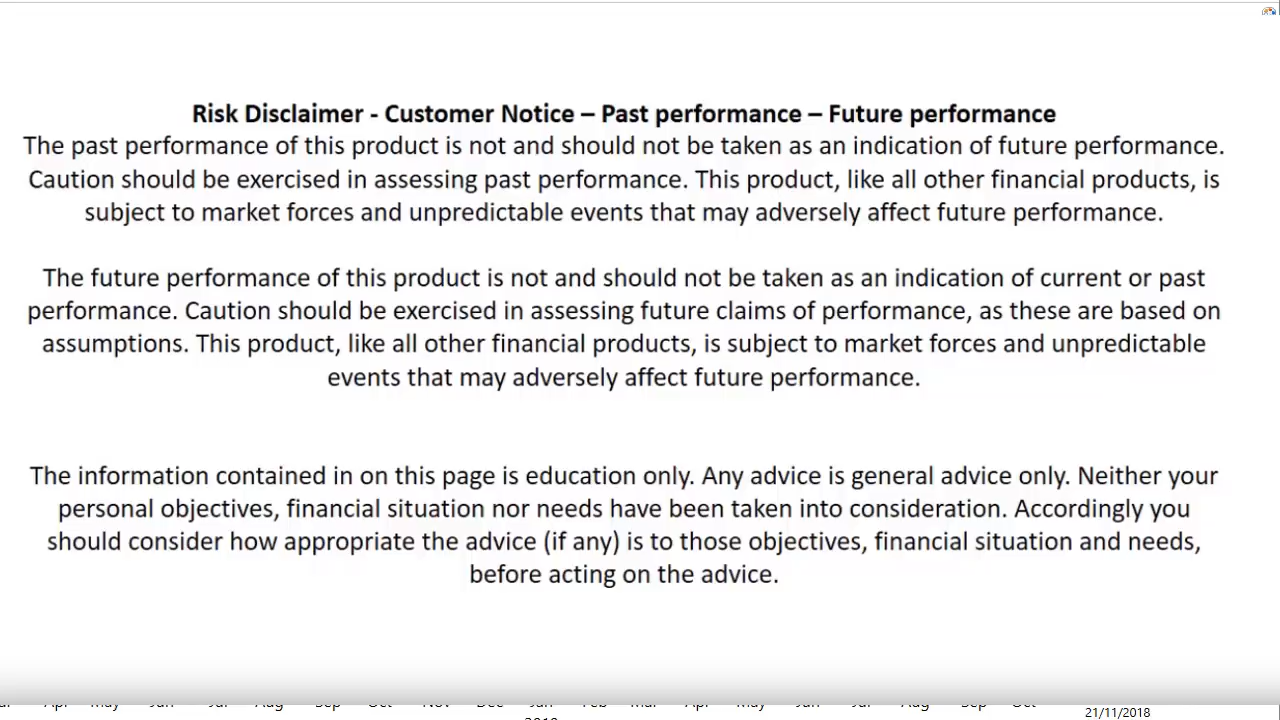 Risk Disclaimer - Customer Notice – Past performance – Future performance
The past performance of this product is not and should not be taken as an indication of future performance.
Caution should be exercised in assessing past performance. This product, like all other financial products, is
subject to market forces and unpredictable events that may adversely affect future performance.
The future performance of this product is not and should not be taken as an indication of current or past
performance. Caution should be exercised in assessing future claims of performance, as these are based on
assumptions. This product, like all other financial products, is subject to market forces and unpredictable
events that may adversely affect future performance.
The information contained in on this page is education only. Any advice is general advice only. Neither your
personal objectives, financial situation nor needs have been taken into consideration. Accordingly you
should consider how appropriate the advice (if any) is to those objectives, financial situation and needs,
before acting on the advice.
21/11/2018